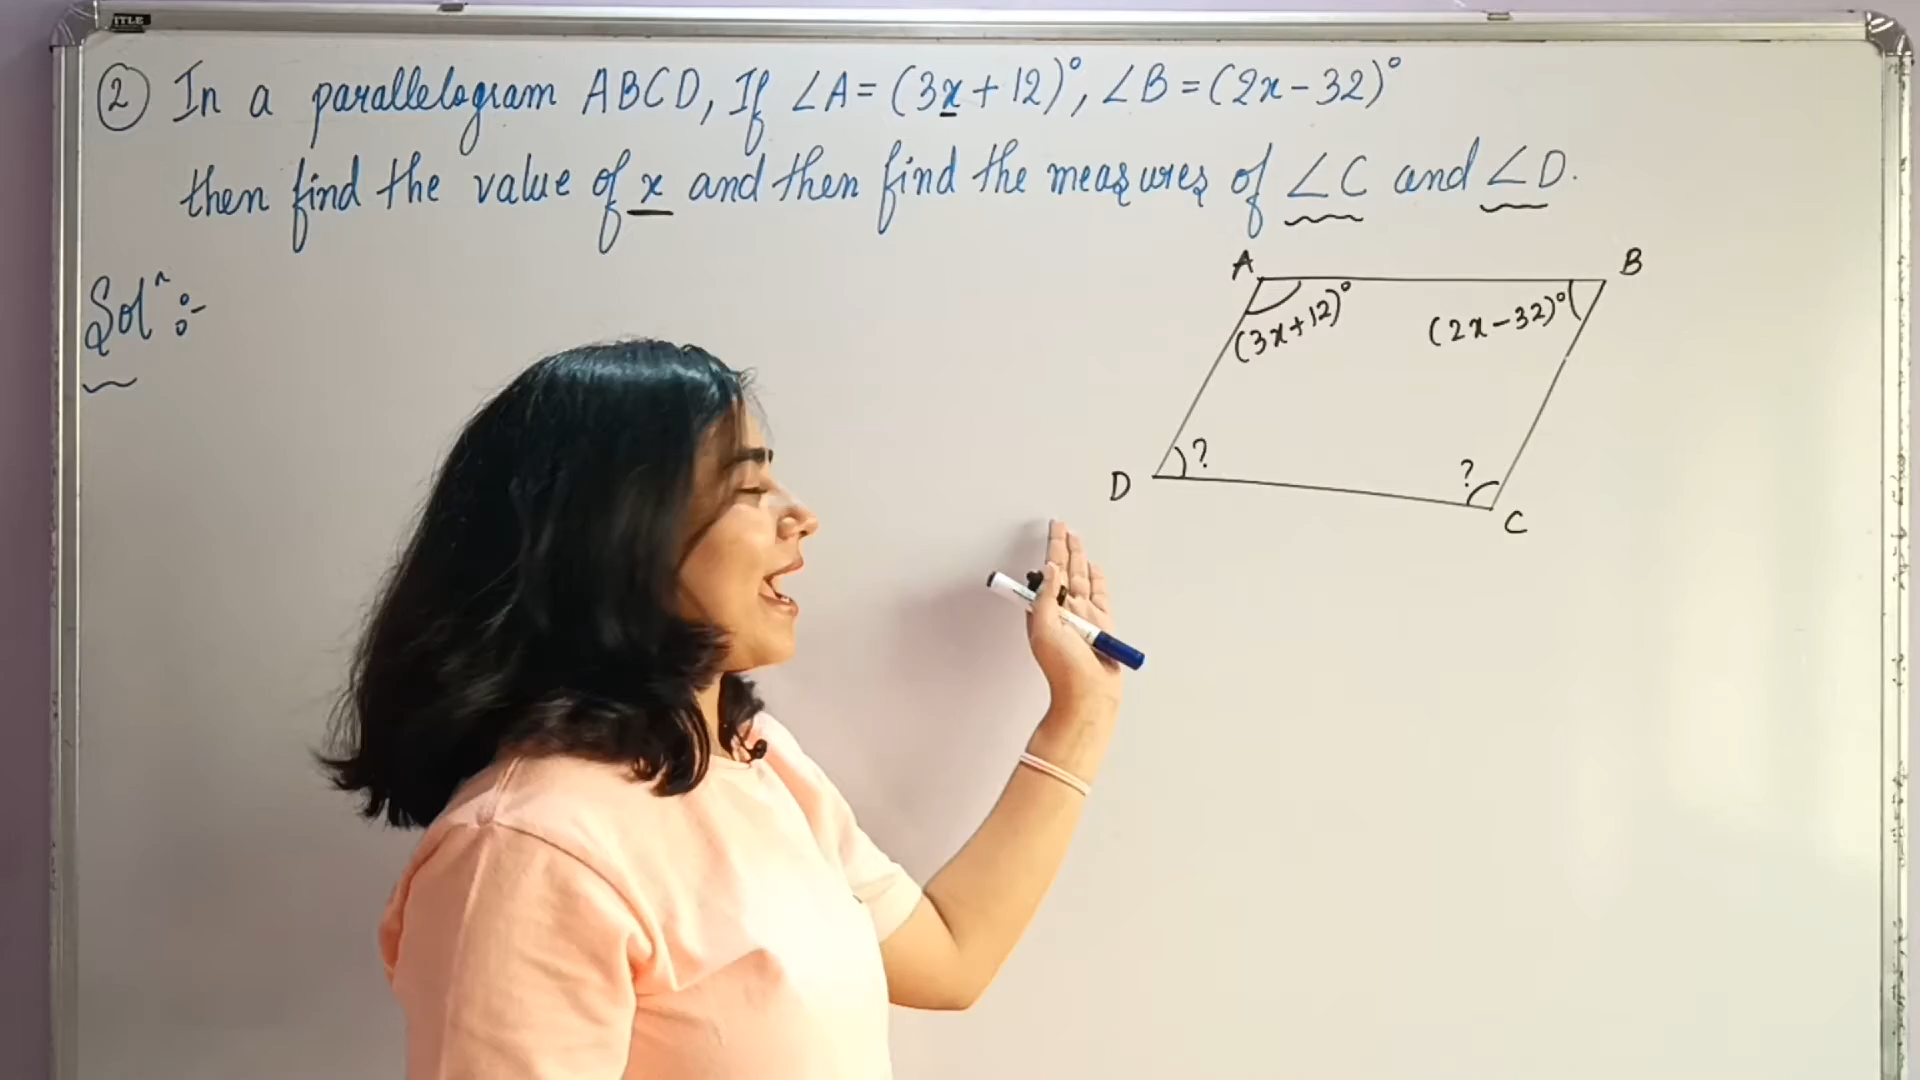 ② In a parallelogram ABCD, If ∠A = (3x + 12)°, ∠B = (2x - 32)°
then find the value of x and then find the measures of ∠C and ∠D.
Solⁿ :-
A
B
(3x+12)°
(2x-32)°
?
?
D
C